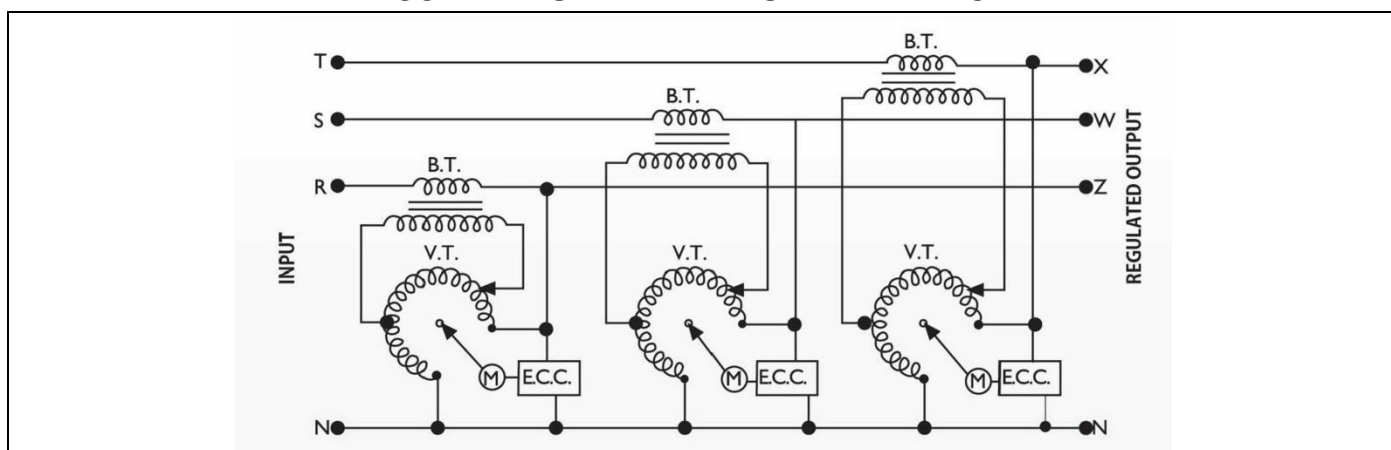 B.T.
T X
B.T.
S W
B.T.
R Z
INPUT
REGULATED OUTPUT
V.T. V.T. V.T.
M E.C.C. M E.C.C. M E.C.C.
N N